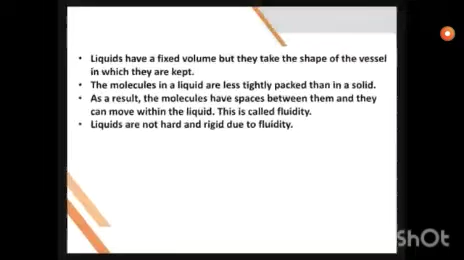 • Liquids have a fixed volume but they take the shape of the vessel
in which they are kept.
• The molecules in a liquid are less tightly packed than in a solid.
• As a result, the molecules have spaces between them and they
can move within the liquid. This is called fluidity.
• Liquids are not hard and rigid due to fluidity.
shOt